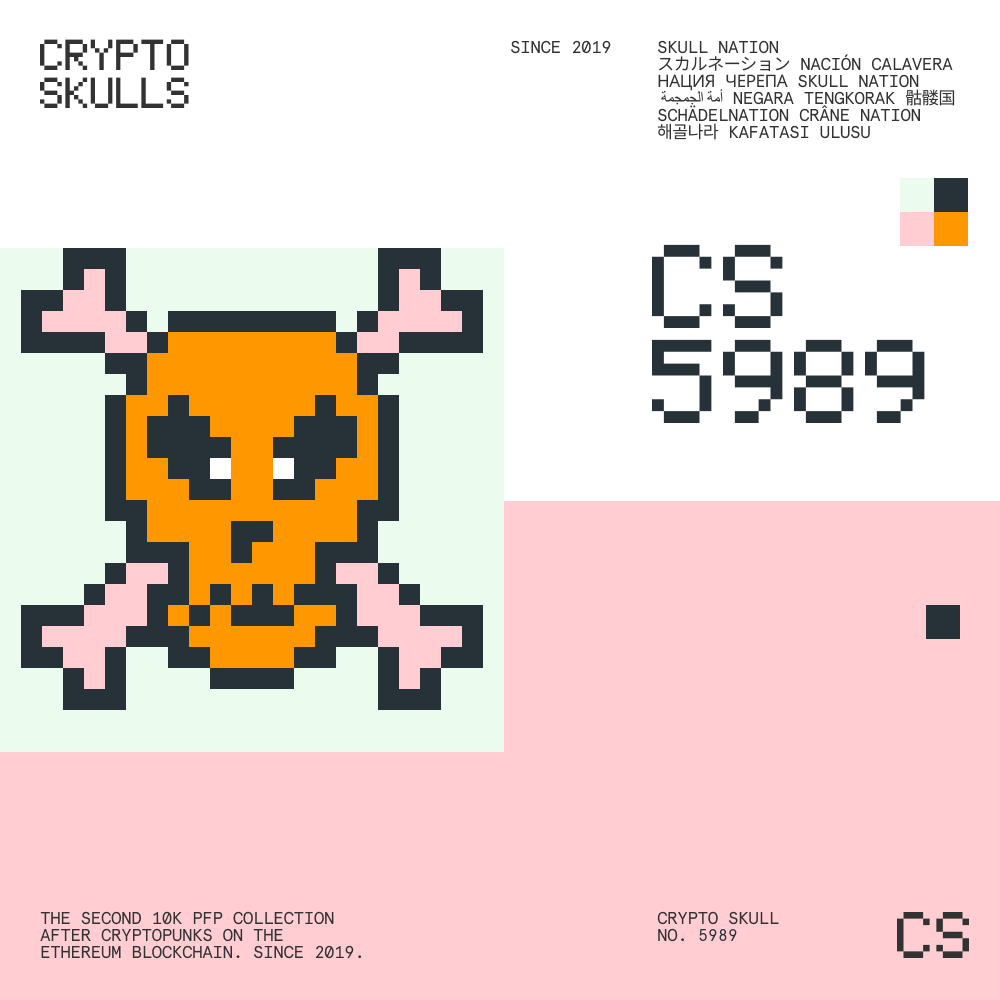 CRYPTO
SKULLS
SINCE 2019
SKULL NATION
スカルネーション NACIÓN CALAVERA
НАЦИЯ ЧЕРЕПА SKULL NATION
أمة الجمجمة NEGARA TENGKORAK 骷髅国
SCHÄDELNATION CRÂNE NATION
해골나라 KAFATASI ULUSU
CS
5989
THE SECOND 10K PFP COLLECTION
AFTER CRYPTOPUNKS ON THE
ETHEREUM BLOCKCHAIN. SINCE 2019.
CRYPTO SKULL
NO. 5989
CS